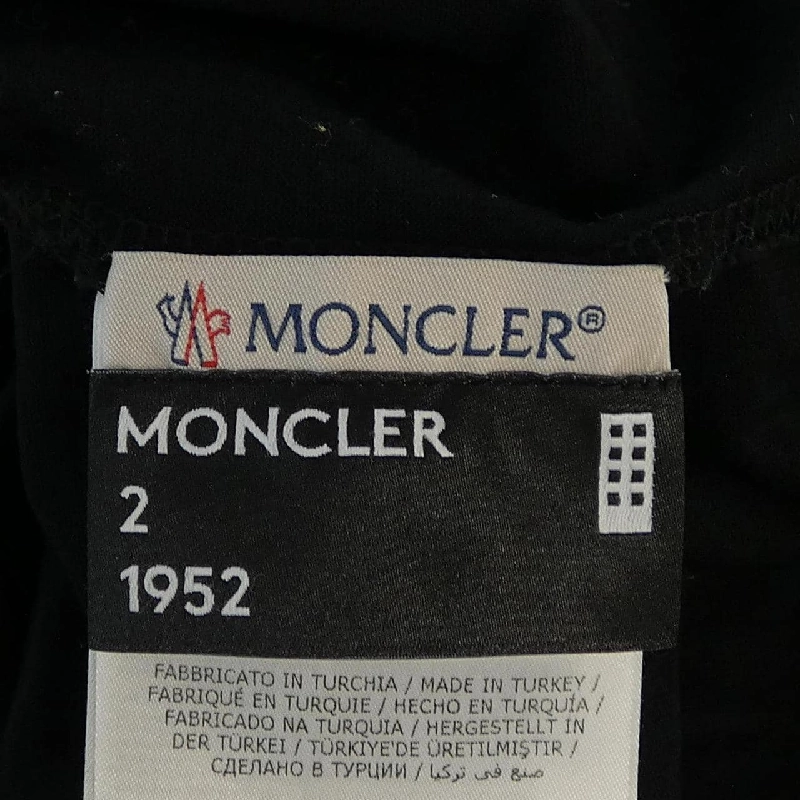 MONCLER®
MONCLER
2
1952
FABBRICATO IN TURCHIA / MADE IN TURKEY /
FABRIQUÉ EN TURQUIE / HECHO EN TURQUÍA /
FABRICADO NA TURQUIA / HERGESTELLT IN
DER TÜRKEI / TÜRKIYE'DE ÜRETILMIŞTIR /
СДЕЛАНО В ТУРЦИИ / صنع في تركيا